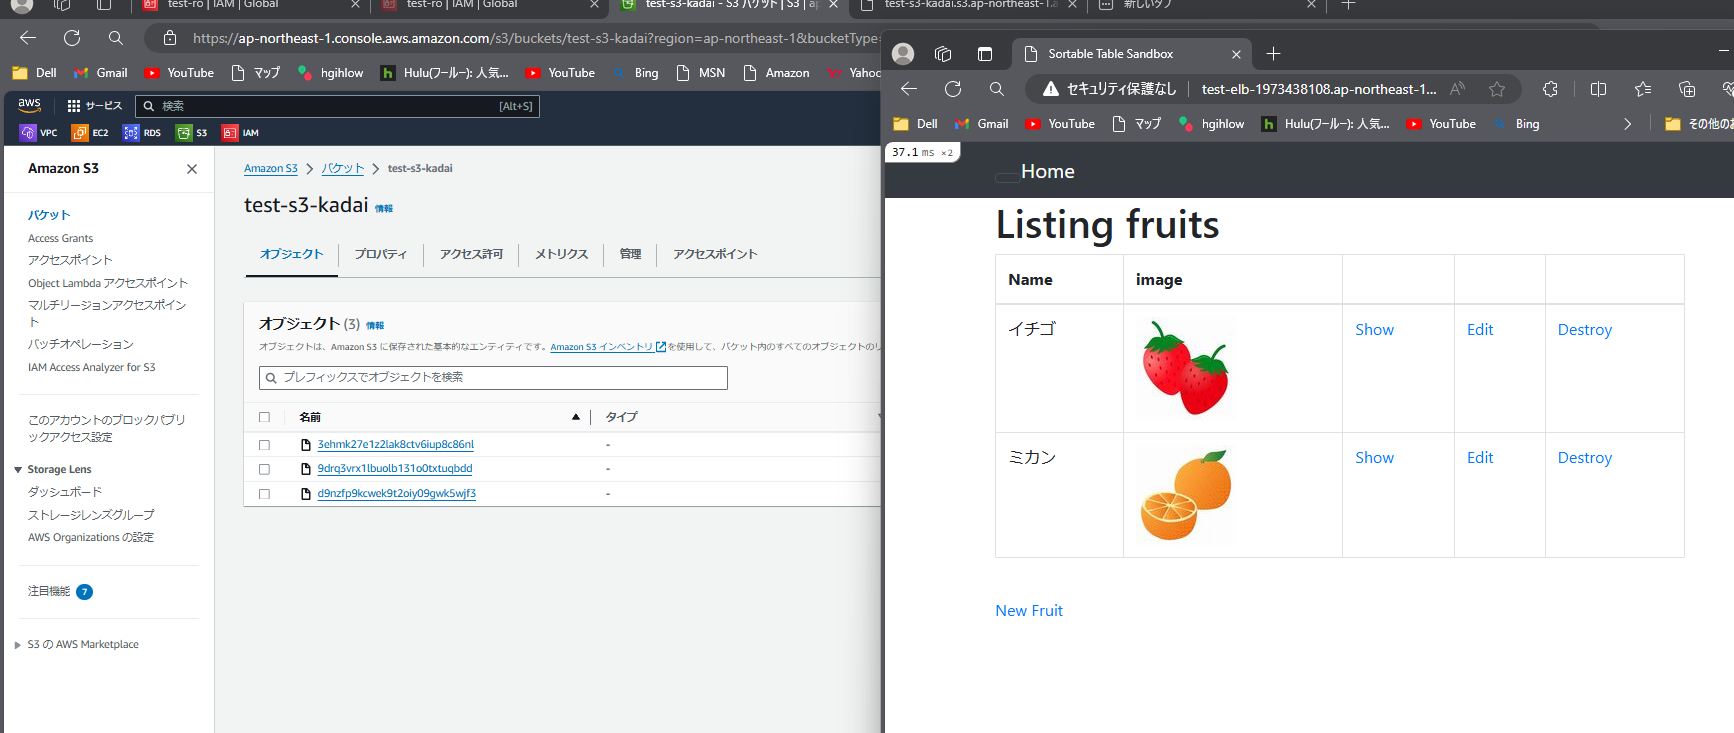 test-ro | IAM | Global
test-ro | IAM | Global
test-s3-kadai - S3 バケット | S3 | ap
test-s3-kadai.s3.ap-northeast-1.a
新しいタブ
https://ap-northeast-1.console.aws.amazon.com/s3/buckets/test-s3-kadai?region=ap-northeast-1&bucketType=
Dell
Gmail
YouTube
マップ
hgihlow
Hulu(フールー): 人気...
YouTube
Bing
MSN
Amazon
Yahoo
aws
サービス
検索
[Alt+S]
VPC
EC2
RDS
S3
IAM
Amazon S3
バケット
Access Grants
アクセスポイント
Object Lambda アクセスポイント
マルチリージョンアクセスポイン
ト
バッチオペレーション
IAM Access Analyzer for S3
このアカウントのブロックパブリ
ックアクセス設定
Storage Lens
ダッシュボード
ストレージレンズグループ
AWS Organizations の設定
注目機能 7
S3 の AWS Marketplace
Amazon S3 > バケット > test-s3-kadai
test-s3-kadai 情報
オブジェクト
プロパティ
アクセス許可
メトリクス
管理
アクセスポイント
オブジェクト (3) 情報
オブジェクトは、Amazon S3 に保存された基本的なエンティティです。Amazon S3 インベントリ を使用して、バケット内のすべてのオブジェクトのリ
プレフィックスでオブジェクトを検索
名前
タイプ
3ehmk27e1z2lak8ctv6iup8c86nl
-
9drq3vrx1lbuolb131o0txtuqbdd
-
d9nzfp9kcwek9t2oiy09gwk5wjf3
-
Sortable Table Sandbox
セキュリティ保護なし
test-elb-1973438108.ap-northeast-1...
Dell
Gmail
YouTube
マップ
hgihlow
Hulu(フールー): 人気...
YouTube
Bing
その他のお
37.1 ms ×2
Home
Listing fruits
Name
image
イチゴ
Show
Edit
Destroy
ミカン
Show
Edit
Destroy
New Fruit